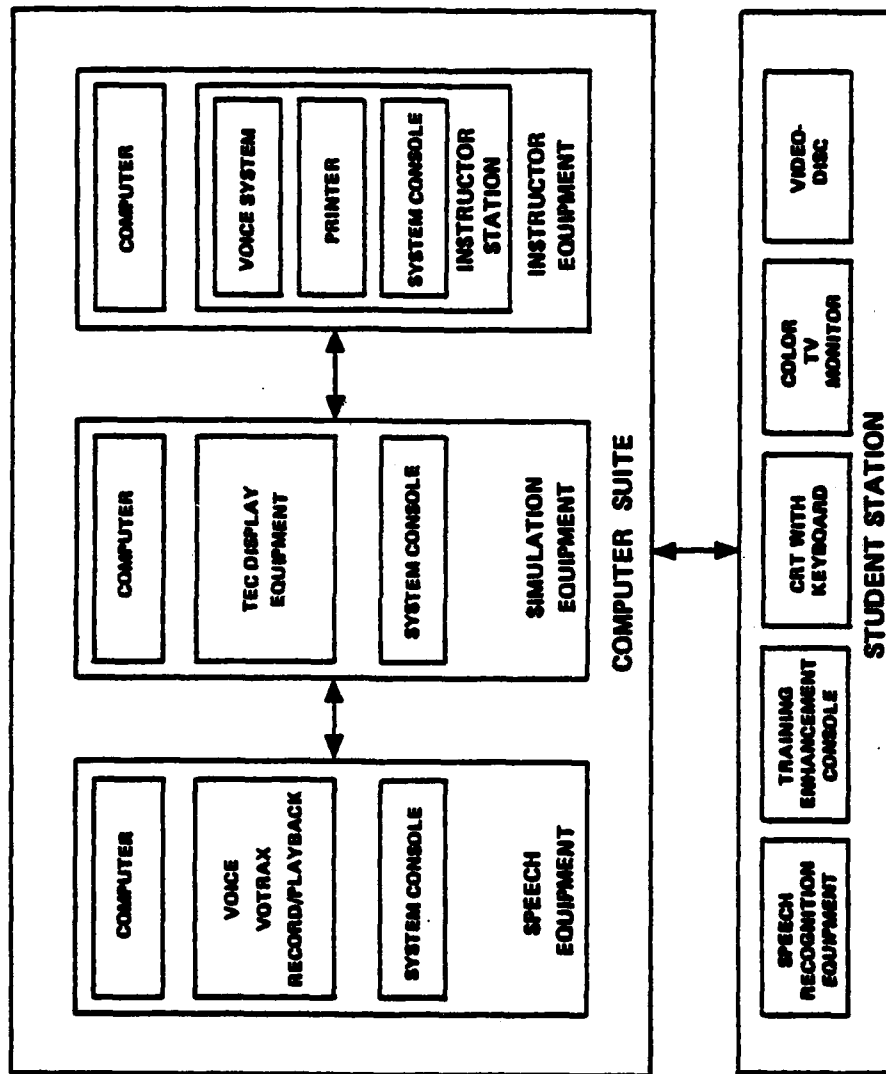 COMPUTER
VOICE
VOTRAX
RECORD/PLAYBACK
SYSTEM CONSOLE
SPEECH
EQUIPMENT
COMPUTER
TEC DISPLAY
EQUIPMENT
SYSTEM CONSOLE
SIMULATION
EQUIPMENT
COMPUTER
VOICE SYSTEM
PRINTER
SYSTEM CONSOLE
INSTRUCTOR
STATION
INSTRUCTOR
EQUIPMENT
COMPUTER SUITE
SPEECH
RECOGNITION
EQUIPMENT
TRAINING
ENHANCEMENT
CONSOLE
CRT WITH
KEYBOARD
COLOR
TV
MONITOR
VIDEO-
DISC
STUDENT STATION